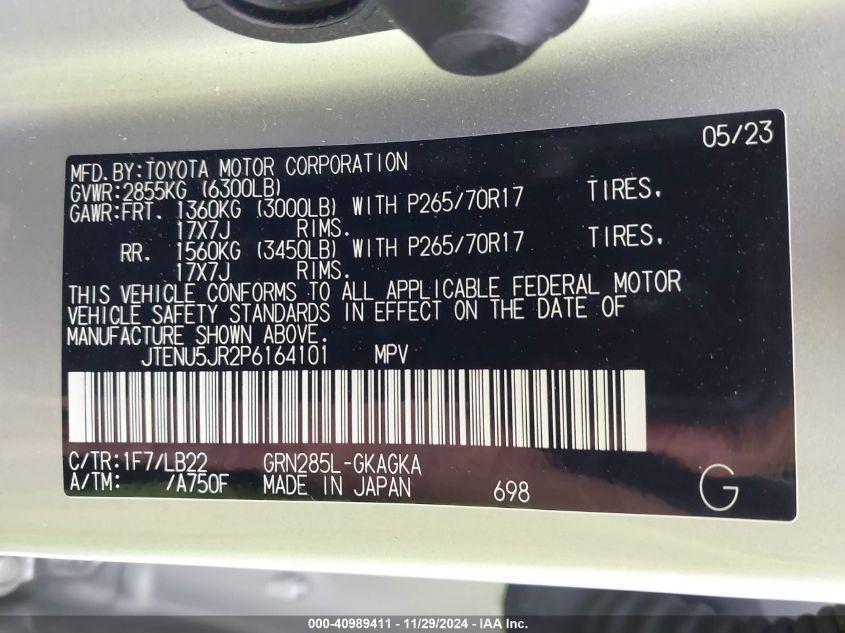 05/23
MFD.BY:TOYOTA MOTOR CORPORATION
GVWR:2855KG (6300LB)
GAWR:FRT. 1360KG (3000LB) WITH P265/70R17 TIRES.
17X7J RIMS.
RR. 1560KG (3450LB) WITH P265/70R17 TIRES.
17X7J RIMS.
THIS VEHICLE CONFORMS TO ALL APPLICABLE FEDERAL MOTOR
VEHICLE SAFETY STANDARDS IN EFFECT ON THE DATE OF
MANUFACTURE SHOWN ABOVE.
JTENU5JR2P6164101 MPV
C/TR:1F7/LB22 GRN285L-GKAGKA
A/TM: /A750F MADE IN JAPAN 698 G
000-40989411 - 11/29/2024 - IAA Inc.